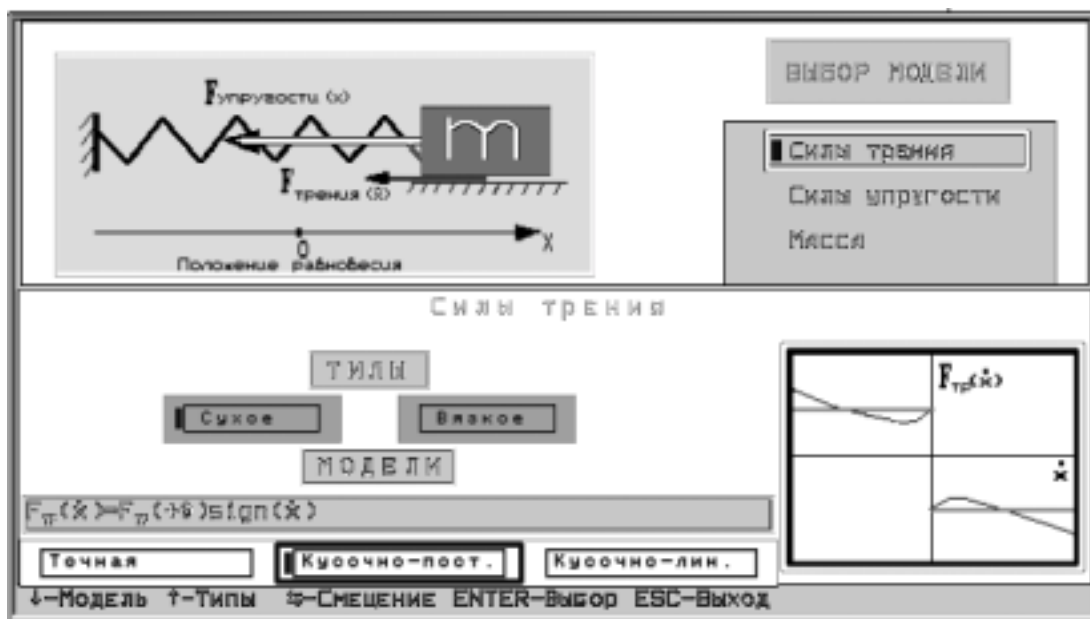 ВЫБОР МОДЕЛИ
Fупругости (x)
m
Fтрения (ẋ)
0
X
Положение равновесия
Силы трения
Силы упругости
Масса
Силы трения
ТИПЫ
Сухое
Вязкое
МОДЕЛИ
sign(ẋ)
Точная
Кусочно-пост.
Кусочно-лин.
Fтр(ẋ)
ẋ
↓-Модель ↑-Типы ⇆-Смещение ENTER-Выбор ESC-Выход